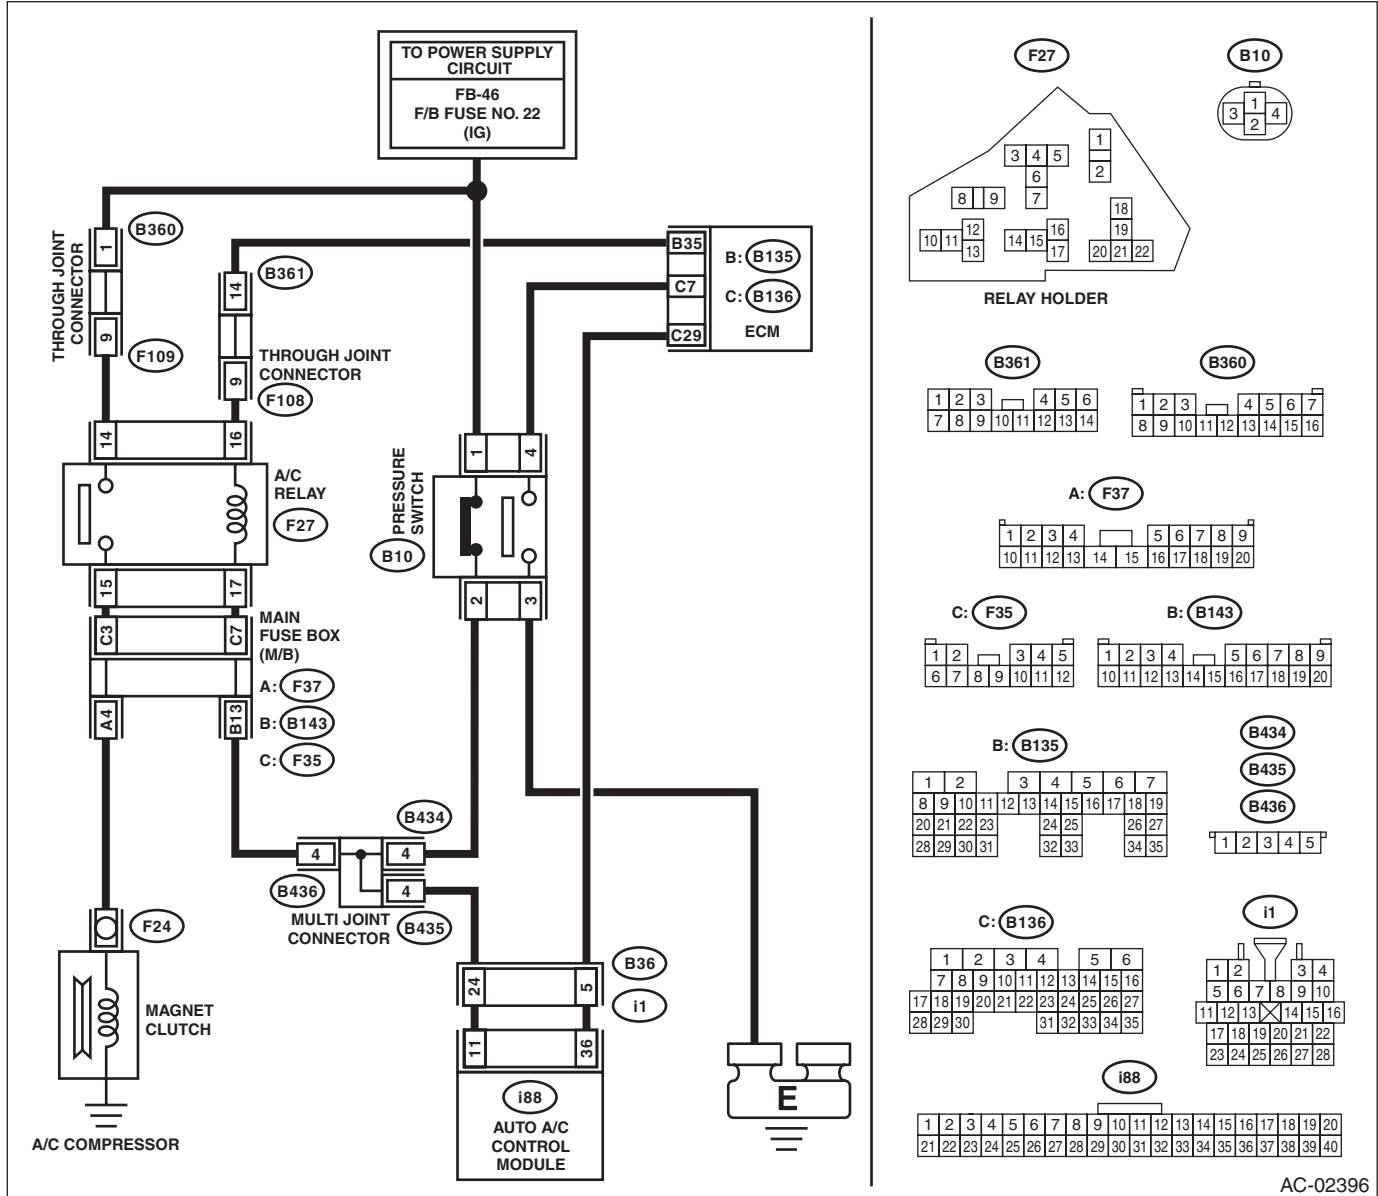 TO POWER SUPPLY
CIRCUIT
FB-46
F/B FUSE NO. 22
(IG)
THROUGH JOINT
CONNECTOR
1
B360
9
F109
14
B361
9
F108
THROUGH JOINT
CONNECTOR
B35
C7
C29
B: B135
C: B136
ECM
14
16
A/C
RELAY
F27
15
17
C3
C7
MAIN
FUSE BOX
(M/B)
A4
B13
A: F37
B: B143
C: F35
PRESSURE
SWITCH
B10
1
4
2
3
B434
4
4
4
B436
B435
MULTI JOINT
CONNECTOR
F24
MAGNET
CLUTCH
A/C COMPRESSOR
24
5
B36
i1
11
36
i88
AUTO A/C
CONTROL
MODULE
E
F27
1
3 4 5
2
6
8 9 7
18
12 16 19
10 11 14 15
13 17 20 21 22
RELAY HOLDER
B10
1
3 4
2
B361
1 2 3 4 5 6
7 8 9 10 11 12 13 14
B360
1 2 3 4 5 6 7
8 9 10 11 12 13 14 15 16
A: F37
1 2 3 4 5 6 7 8 9
10 11 12 13 14 15 16 17 18 19 20
C: F35
1 2 3 4 5
6 7 8 9 10 11 12
B: B143
1 2 3 4 5 6 7 8 9
10 11 12 13 14 15 16 17 18 19 20
B: B135
1 2 3 4 5 6 7
8 9 10 11 12 13 14 15 16 17 18 19
20 21 22 23 24 25 26 27
28 29 30 31 32 33 34 35
B434
B435
B436
1 2 3 4 5
C: B136
1 2 3 4 5 6
7 8 9 10 11 12 13 14 15 16
17 18 19 20 21 22 23 24 25 26 27
28 29 30 31 32 33 34 35
i1
1 2 3 4
5 6 7 8 9 10
11 12 13 14 15 16
17 18 19 20 21 22
23 24 25 26 27 28
i88
1 2 3 4 5 6 7 8 9 10 11 12 13 14 15 16 17 18 19 20
21 22 23 24 25 26 27 28 29 30 31 32 33 34 35 36 37 38 39 40
AC-02396